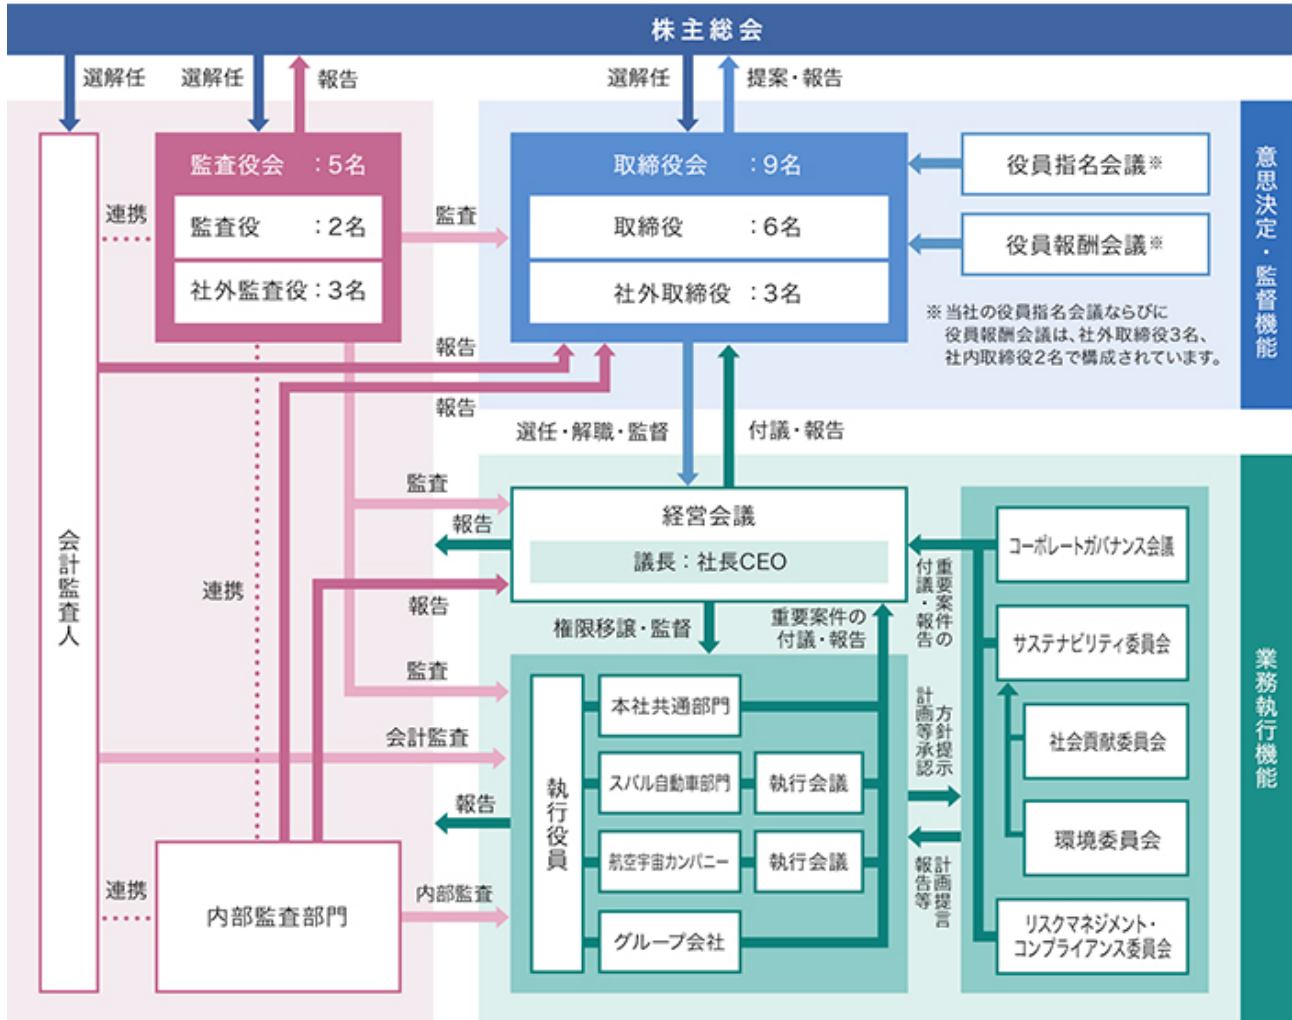 株主総会
選解任
選解任
報告
選解任
提案・報告
監査役会 :5名
監査役 :2名
社外監査役:3名
連携
監査
取締役会 :9名
取締役 :6名
社外取締役 :3名
役員指名会議※
役員報酬会議※
※当社の役員指名会議ならびに
役員報酬会議は、社外取締役3名、
社内取締役2名で構成されています。
意思決定・監督機能
報告
報告
選任・解職・監督
付議・報告
会計監査人
連携
監査
報告
報告
経営会議
議長:社長CEO
権限移譲・監督
重要案件の
付議・報告
重要案件の
付議・報告
コーポレートガバナンス会議
サステナビリティ委員会
社会貢献委員会
環境委員会
リスクマネジメント・
コンプライアンス委員会
業務執行機能
監査
会計監査
報告
執行役員
本社共通部門
スバル自動車部門
執行会議
航空宇宙カンパニー
執行会議
グループ会社
方針提示
計画等承認
計画提言
報告等
連携
内部監査部門
内部監査